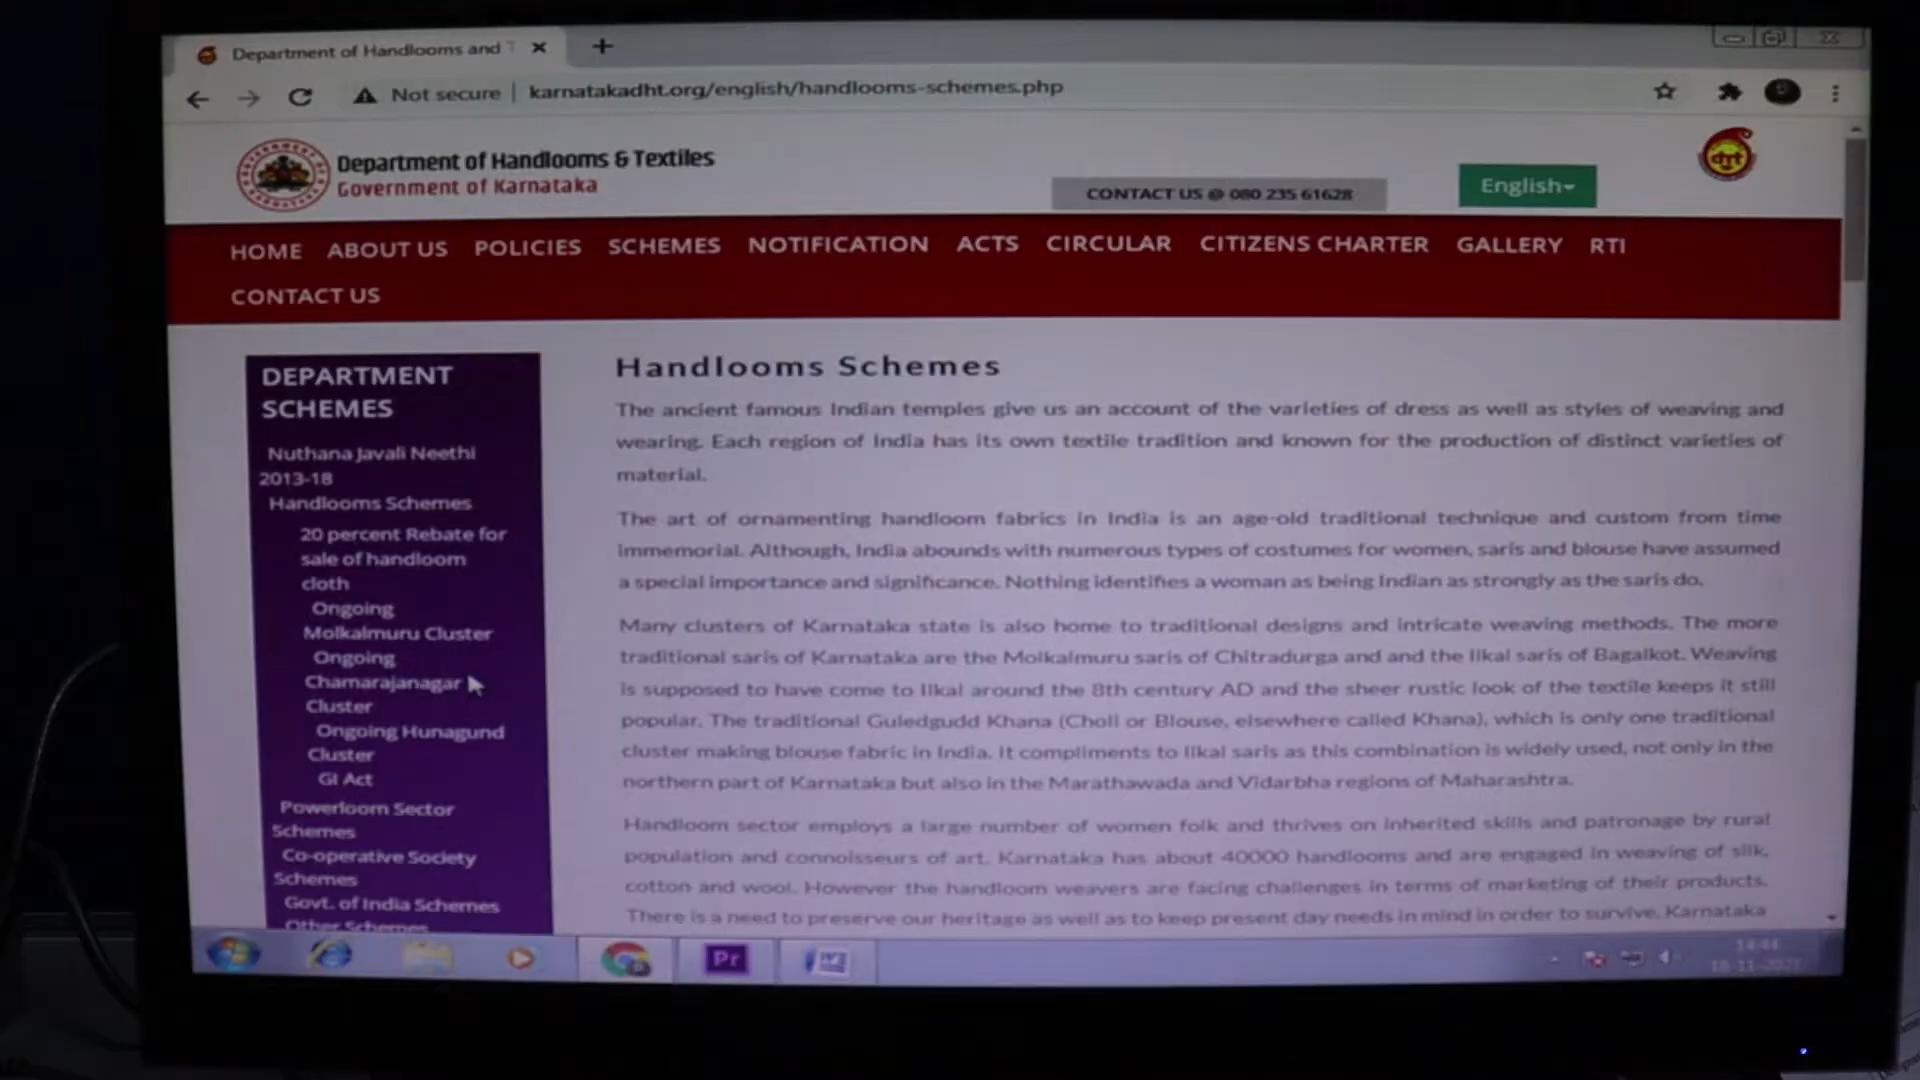 Department of Handlooms and
Not secure | karnatakadht.org/english/handlooms-schemes.php
Department of Handlooms & Textiles
Government of Karnataka
CONTACT US @ 080 235 61628
English
HOME ABOUT US POLICIES SCHEMES NOTIFICATION ACTS CIRCULAR CITIZENS CHARTER GALLERY RTI
CONTACT US
DEPARTMENT
SCHEMES
Nuthana Javali Neethi
2013-18
Handlooms Schemes
20 percent Rebate for
sale of handloom
cloth
Ongoing
Molkalmuru Cluster
Ongoing
Chamarajanagar
Cluster
Ongoing Hunagund
Cluster
GI Act
Powerloom Sector
Schemes
Co-operative Society
Schemes
Govt. of India Schemes
Other Schemes
Handlooms Schemes
The ancient famous Indian temples give us an account of the varieties of dress as well as styles of weaving and
wearing. Each region of India has its own textile tradition and known for the production of distinct varieties of
material.
The art of ornamenting handloom fabrics in India is an age-old traditional technique and custom from time
immemorial. Although, India abounds with numerous types of costumes for women, saris and blouse have assumed
a special importance and significance. Nothing identifies a woman as being Indian as strongly as the saris do.
Many clusters of Karnataka state is also home to traditional designs and intricate weaving methods. The more
traditional saris of Karnataka are the Molkalmuru saris of Chitradurga and and the Ilkal saris of Bagalkot. Weaving
is supposed to have come to Ilkal around the 8th century AD and the sheer rustic look of the textile keeps it still
popular. The traditional Guledgudd Khana (Choli or Blouse, elsewhere called Khana), which is only one traditional
cluster making blouse fabric in India. It compliments to Ilkal saris as this combination is widely used, not only in the
northern part of Karnataka but also in the Marathawada and Vidarbha regions of Maharashtra.
Handloom sector employs a large number of women folk and thrives on inherited skills and patronage by rural
population and connoisseurs of art. Karnataka has about 40000 handlooms and are engaged in weaving of silk,
cotton and wool. However the handloom weavers are facing challenges in terms of marketing of their products.
There is a need to preserve our heritage as well as to keep present day needs in mind in order to survive. Karnataka
Pr
14:44